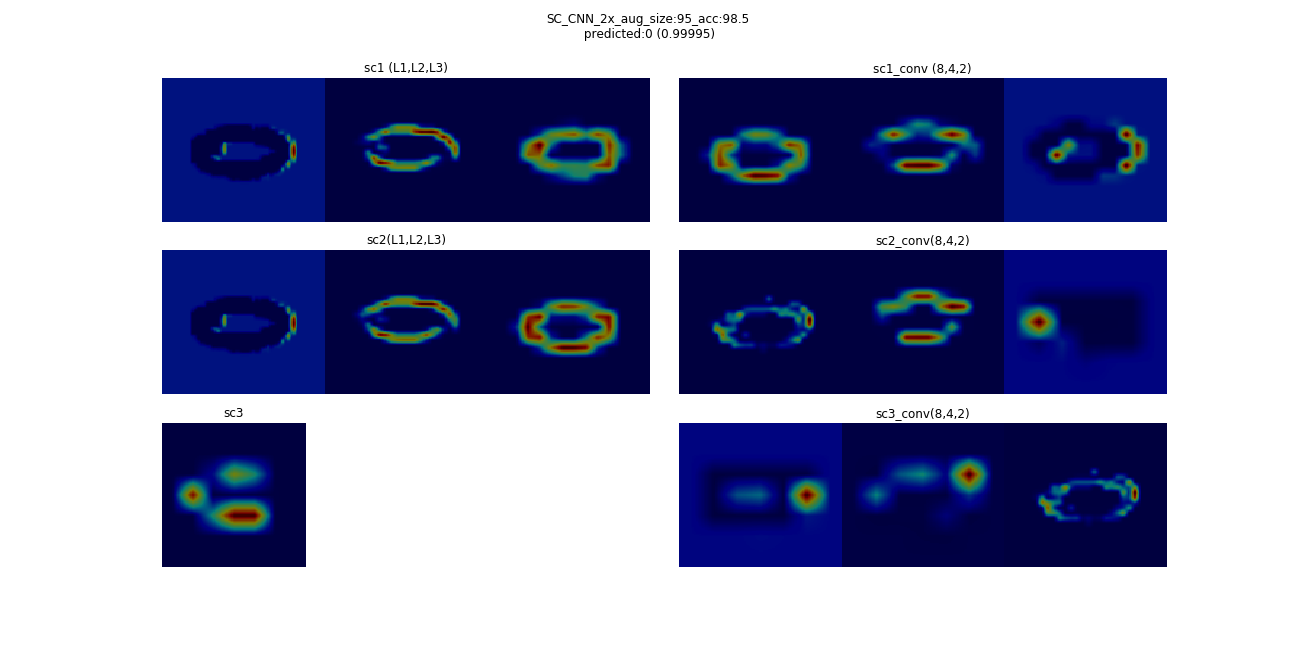 SC_CNN_2x_aug_size:95_acc:98.5
predicted:0 (0.99995)
sc1 (L1,L2,L3)
sc1_conv (8,4,2)
sc2(L1,L2,L3)
sc2_conv(8,4,2)
sc3
sc3_conv(8,4,2)